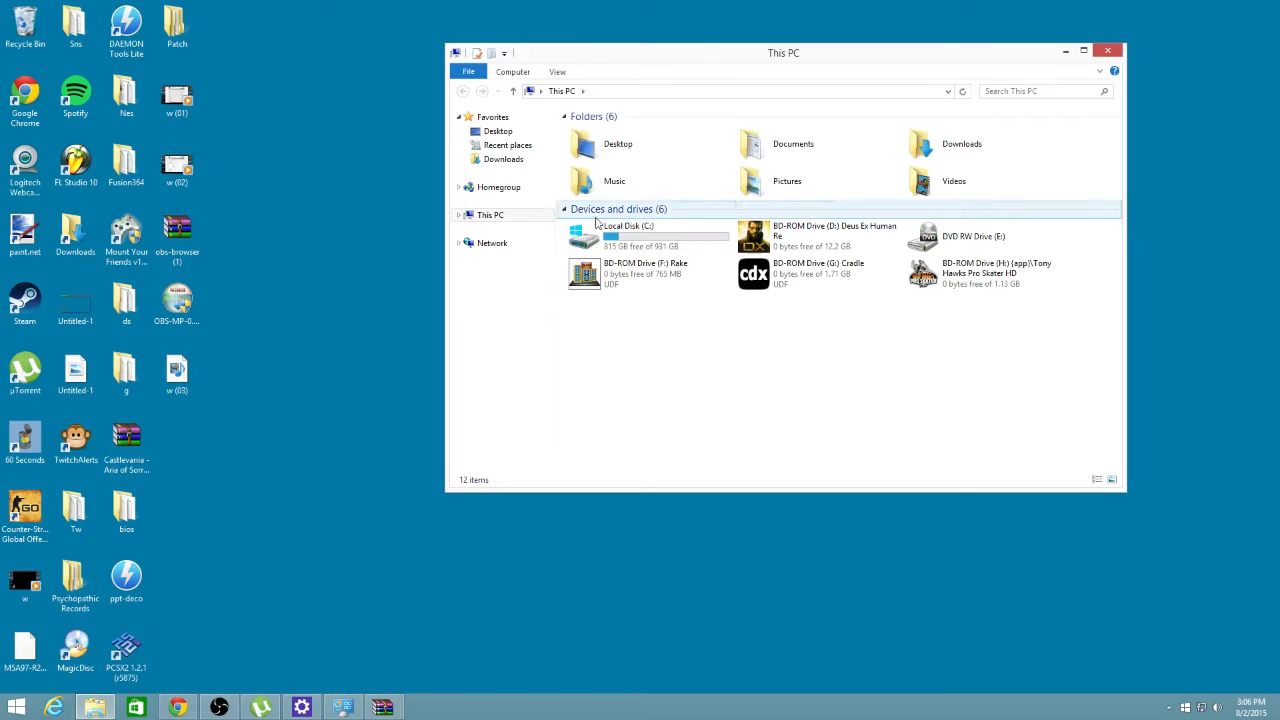 Recycle Bin
Sns
DAEMON
Tools Lite
Patch
Google
Chrome
Spotify
Nes
w (01)
Logitech
Webca...
FL Studio 10
Fusion364
w (02)
paint.net
Downloads
Mount Your
Friends v1...
obs-browser
(1)
Steam
Untitled-1
ds
OBS-MP-0....
µTorrent
Untitled-1
g
w (03)
60 Seconds
TwitchAlerts
Castlevania -
Aria of Sorr...
Counter-Str...
Global Offe...
Tw
bios
w
Psychopathic
Records
ppt-deco
M5A97-R2...
MagicDisc
PCSX2 1.2.1
(r5875)
This PC
File
Computer
View
This PC
Search This PC
Favorites
Desktop
Recent places
Downloads
Homegroup
This PC
Network
Folders (6)
Desktop
Documents
Downloads
Music
Pictures
Videos
Devices and drives (6)
Local Disk (C:)
815 GB free of 931 GB
BD-ROM Drive (D:) Deus Ex Human
Re
0 bytes free of 12.2 GB
DVD
DVD RW Drive (E:)
BD-ROM Drive (F:) Rake
0 bytes free of 765 MB
UDF
cdx
BD-ROM Drive (G:) Cradle
0 bytes free of 1.71 GB
UDF
BD-ROM Drive (H:) {app}\Tony
Hawks Pro Skater HD
0 bytes free of 1.13 GB
12 items
3:06 PM
8/2/2015